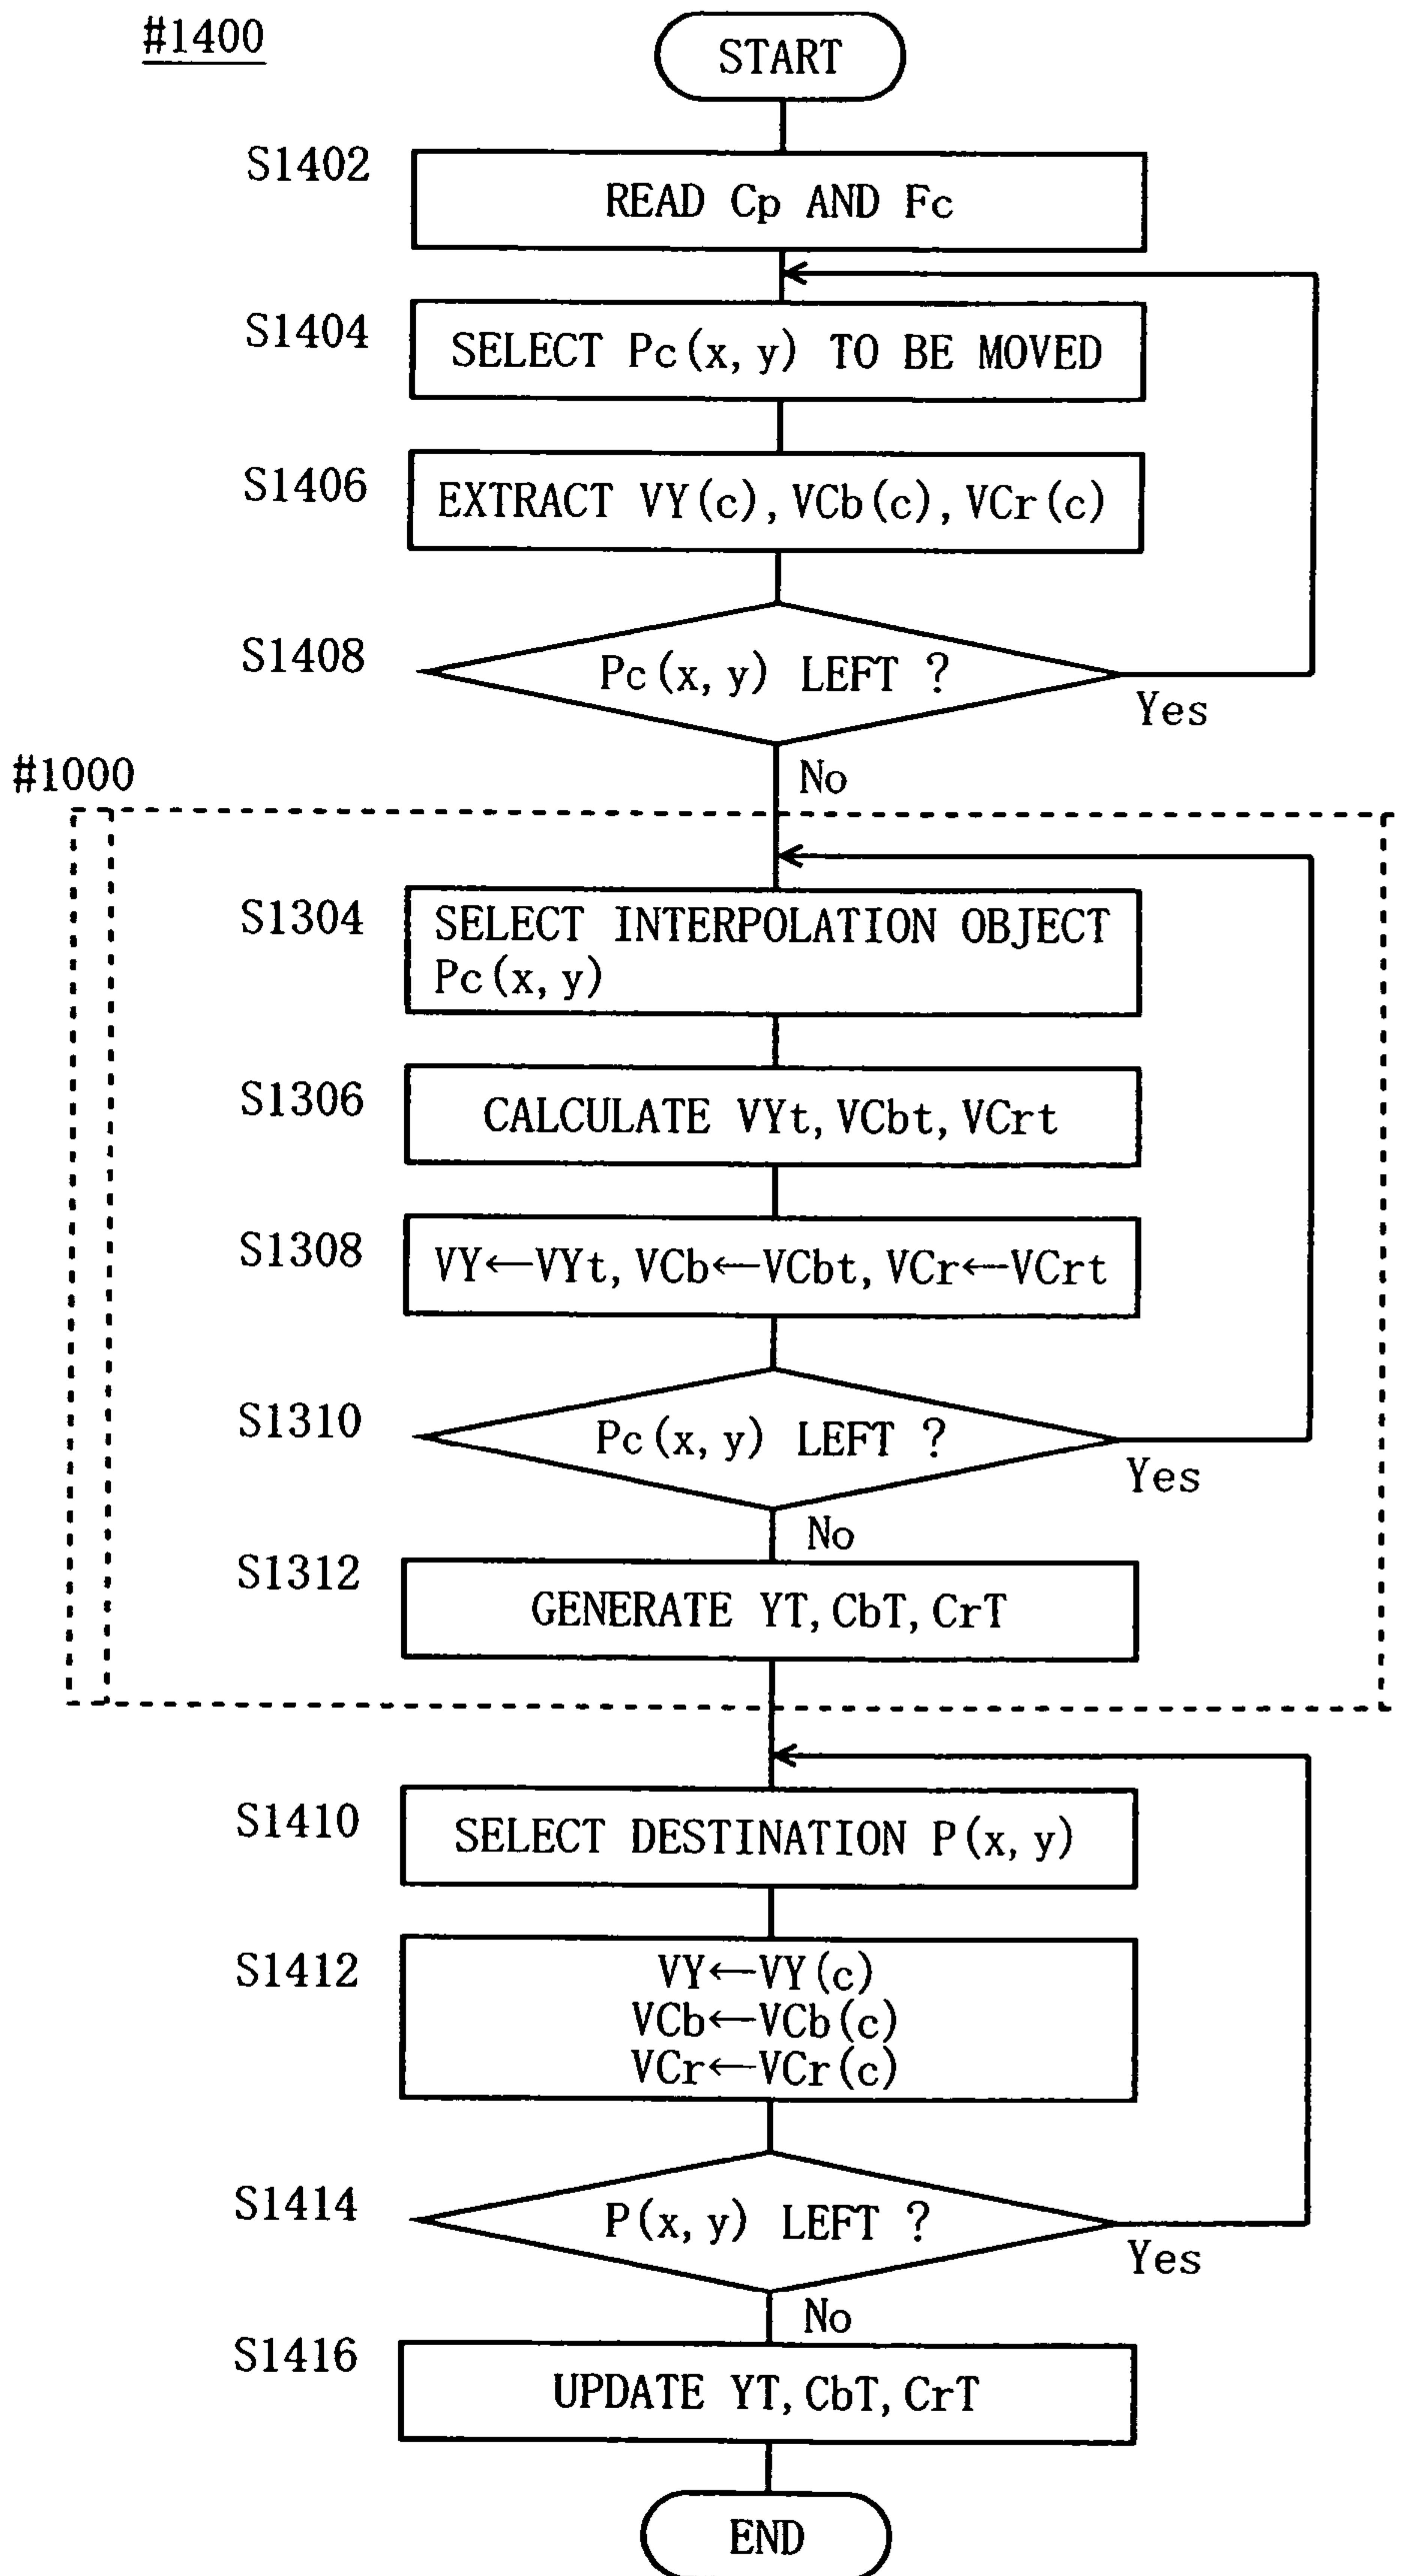 #1400
START
S1402
READ Cp AND Fc
S1404
SELECT Pc(x, y) TO BE MOVED
S1406
EXTRACT VY(c), VCb(c), VCr(c)
S1408
Pc(x, y) LEFT ?
Yes
No
#1000
S1304
SELECT INTERPOLATION OBJECT
Pc(x, y)
S1306
CALCULATE VYt, VCbt, VCrt
S1308
VY←VYt, VCb←VCbt, VCr←VCrt
S1310
Pc(x, y) LEFT ?
Yes
No
S1312
GENERATE YT, CbT, CrT
S1410
SELECT DESTINATION P(x, y)
S1412
VY←VY(c)
VCb←VCb(c)
VCr←VCr(c)
S1414
P(x, y) LEFT ?
Yes
No
S1416
UPDATE YT, CbT, CrT
END